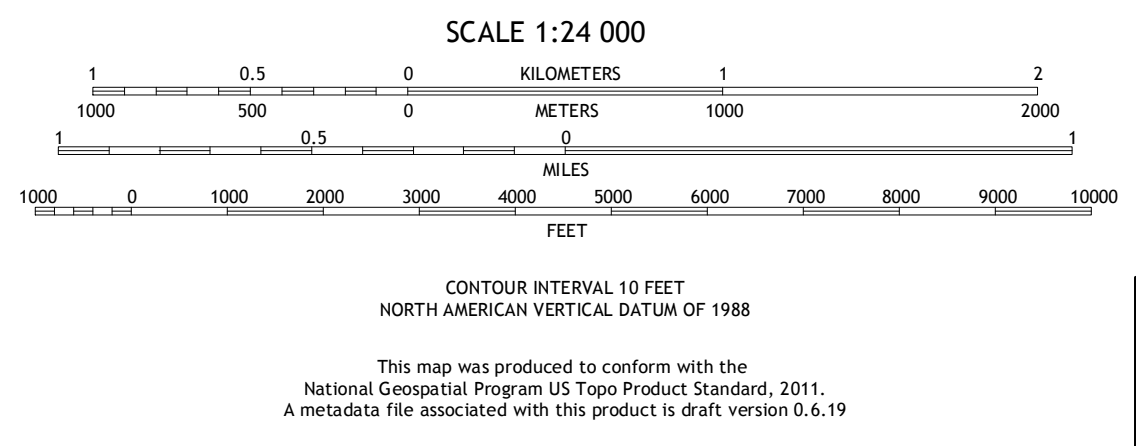 SCALE 1:24 000
1 0.5 0 KILOMETERS 1 2
1000 500 0 METERS 1000 2000
1 0.5 0 1
MILES
1000 0 1000 2000 3000 4000 5000 6000 7000 8000 9000 10000
FEET
CONTOUR INTERVAL 10 FEET
NORTH AMERICAN VERTICAL DATUM OF 1988
This map was produced to conform with the
National Geospatial Program US Topo Product Standard, 2011.
A metadata file associated with this product is draft version 0.6.19